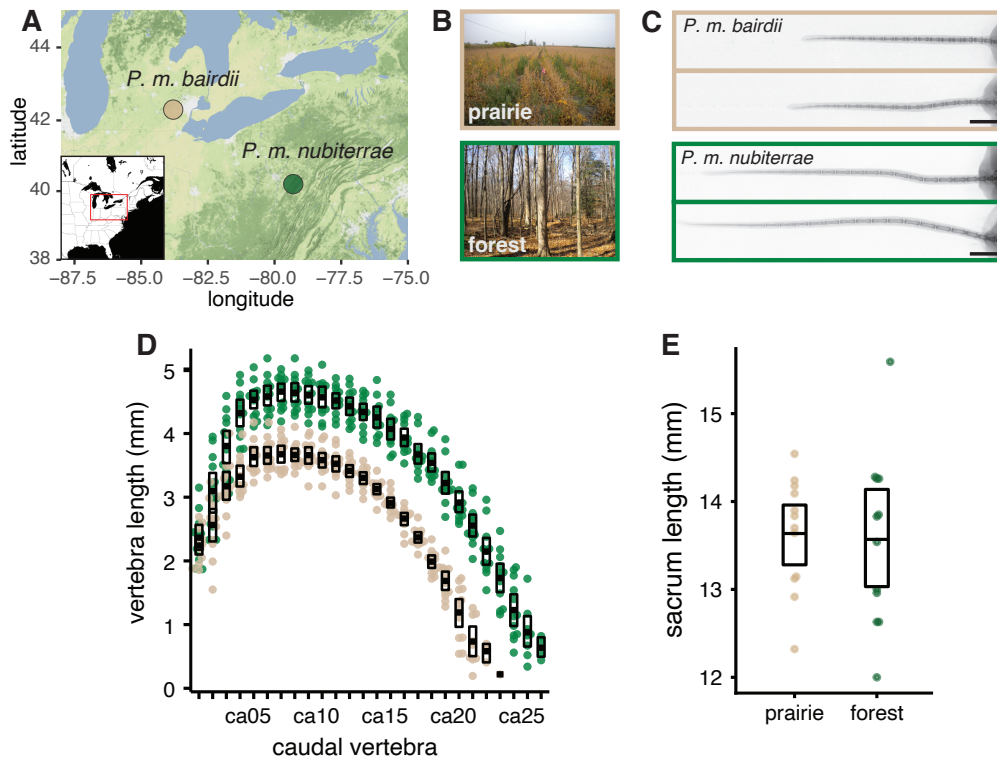 A
44
42
40
38
latitude
P. m. bairdii
P. m. nubiterrae
−87.5 −85.0 −82.5 −80.0 −77.5 −75.0
longitude
B
prairie
forest
C
P. m. bairdii
P. m. nubiterrae
D
5
4
3
2
1
0
vertebra length (mm)
ca05 ca10 ca15 ca20 ca25
caudal vertebra
E
15
14
13
12
sacrum length (mm)
prairie forest